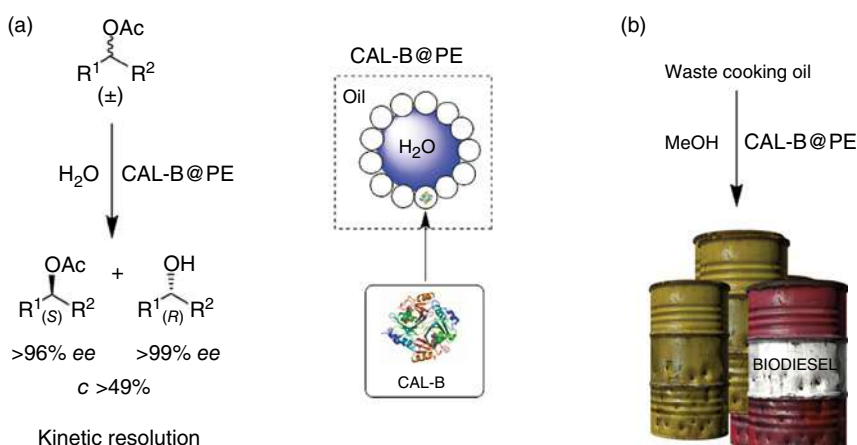 (a)
OAc
R1 R2
(±)
H2O CAL-B@PE
OAc + OH
R1 (S) R2 R1 (R) R2
>96% ee >99% ee
c >49%
Kinetic resolution
CAL-B@PE
Oil
H2O
CAL-B
(b)
Waste cooking oil
MeOH CAL-B@PE
BIODIESEL